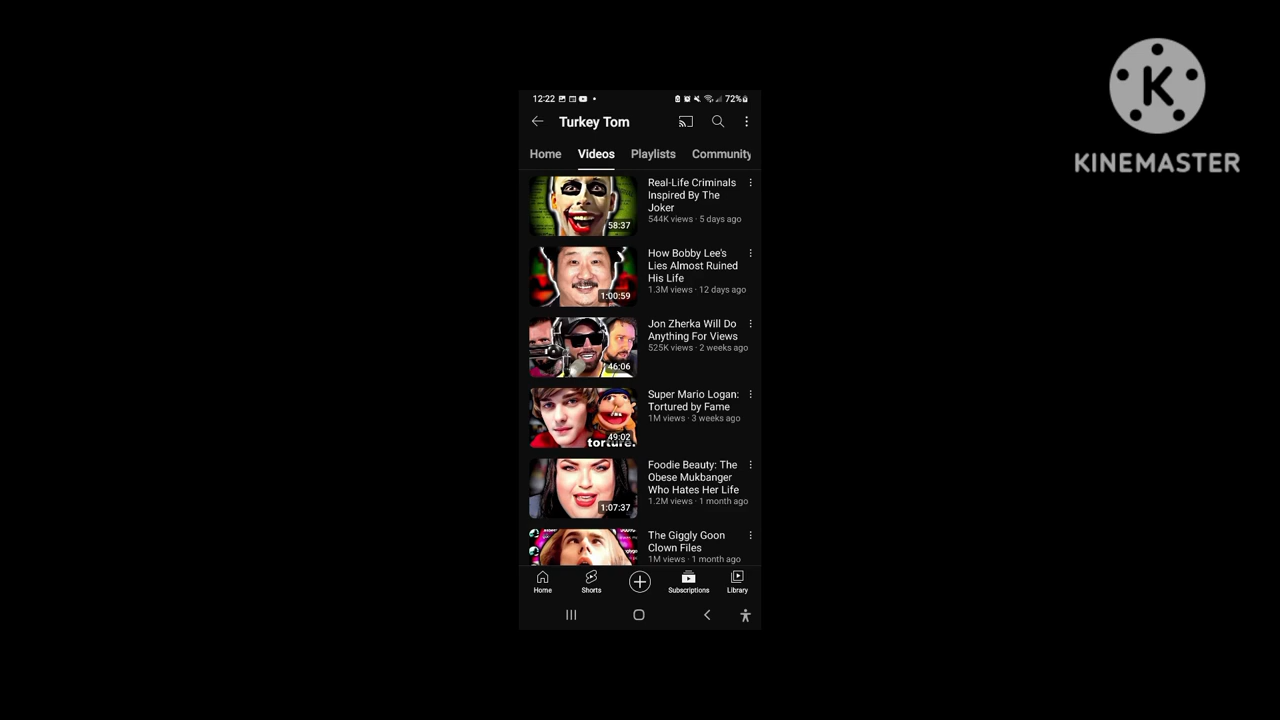 12:22
72%
Turkey Tom
Home Videos Playlists Community
Real-Life Criminals
Inspired By The
Joker
544K views · 5 days ago
58:37
How Bobby Lee's
Lies Almost Ruined
His Life
1.3M views · 12 days ago
1:00:59
Jon Zherka Will Do
Anything For Views
525K views · 2 weeks ago
46:06
Super Mario Logan:
Tortured by Fame
1M views · 3 weeks ago
49:02
torture.
Foodie Beauty: The
Obese Mukbanger
Who Hates Her Life
1.2M views · 1 month ago
1:07:37
The Giggly Goon
Clown Files
1M views · 1 month ago
Home Shorts Subscriptions Library
K
KINEMASTER